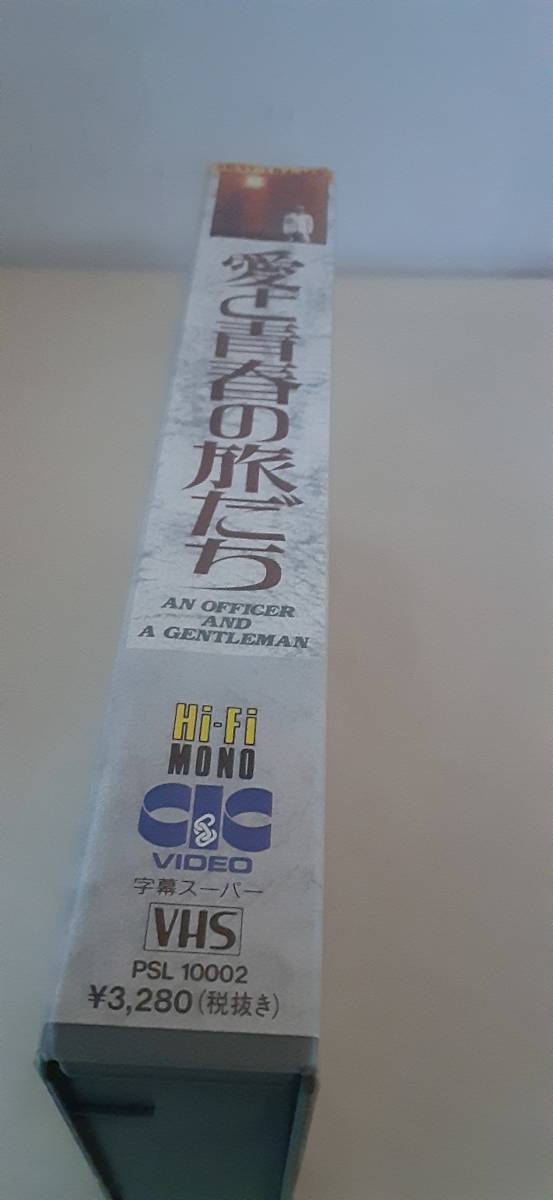 愛と青春の旅だち
AN OFFICER
AND
A GENTLEMAN
Hi-Fi
MONO
CIC
VIDEO
字幕スーパー
VHS
PSL 10002
¥3,280(税抜き)